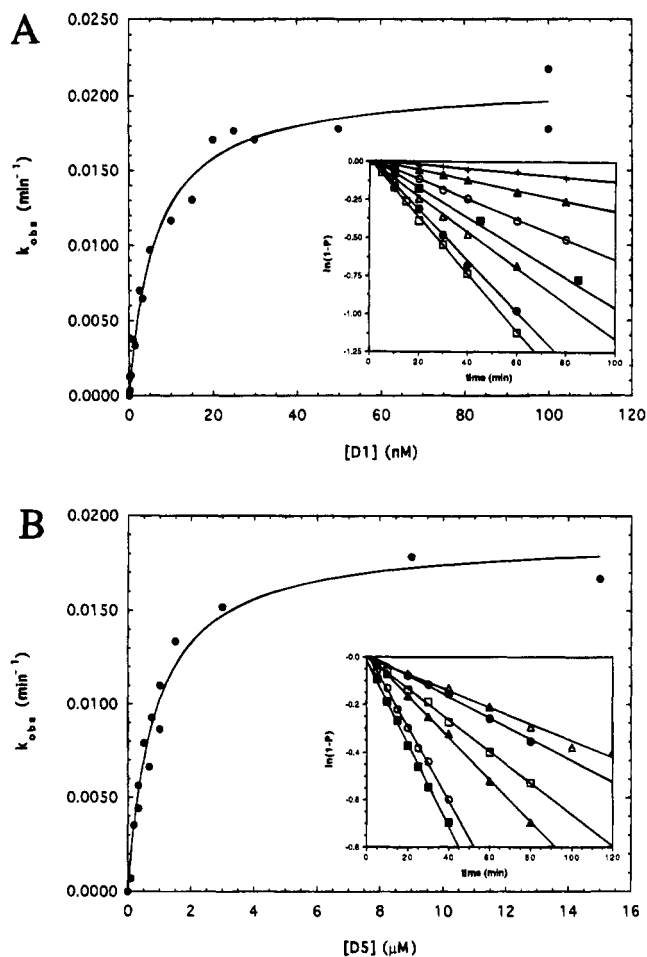 A
0.0250
0.0200
0.0150
0.0100
0.0050
0.0000
k obs (min⁻¹)
0 20 40 60 80 100 120
[D1] (nM)
0.00
-0.25
-0.50
-0.75
-1.00
-1.25
ln(1-P)
0 20 40 60 80 100
time (min)
B
0.0200
0.0150
0.0100
0.0050
0.0000
k obs (min⁻¹)
0 2 4 6 8 10 12 14 16
[D5] (μM)
-0.0
-0.2
-0.4
-0.6
-0.8
ln(1-P)
0 20 40 60 80 100 120
time (min)